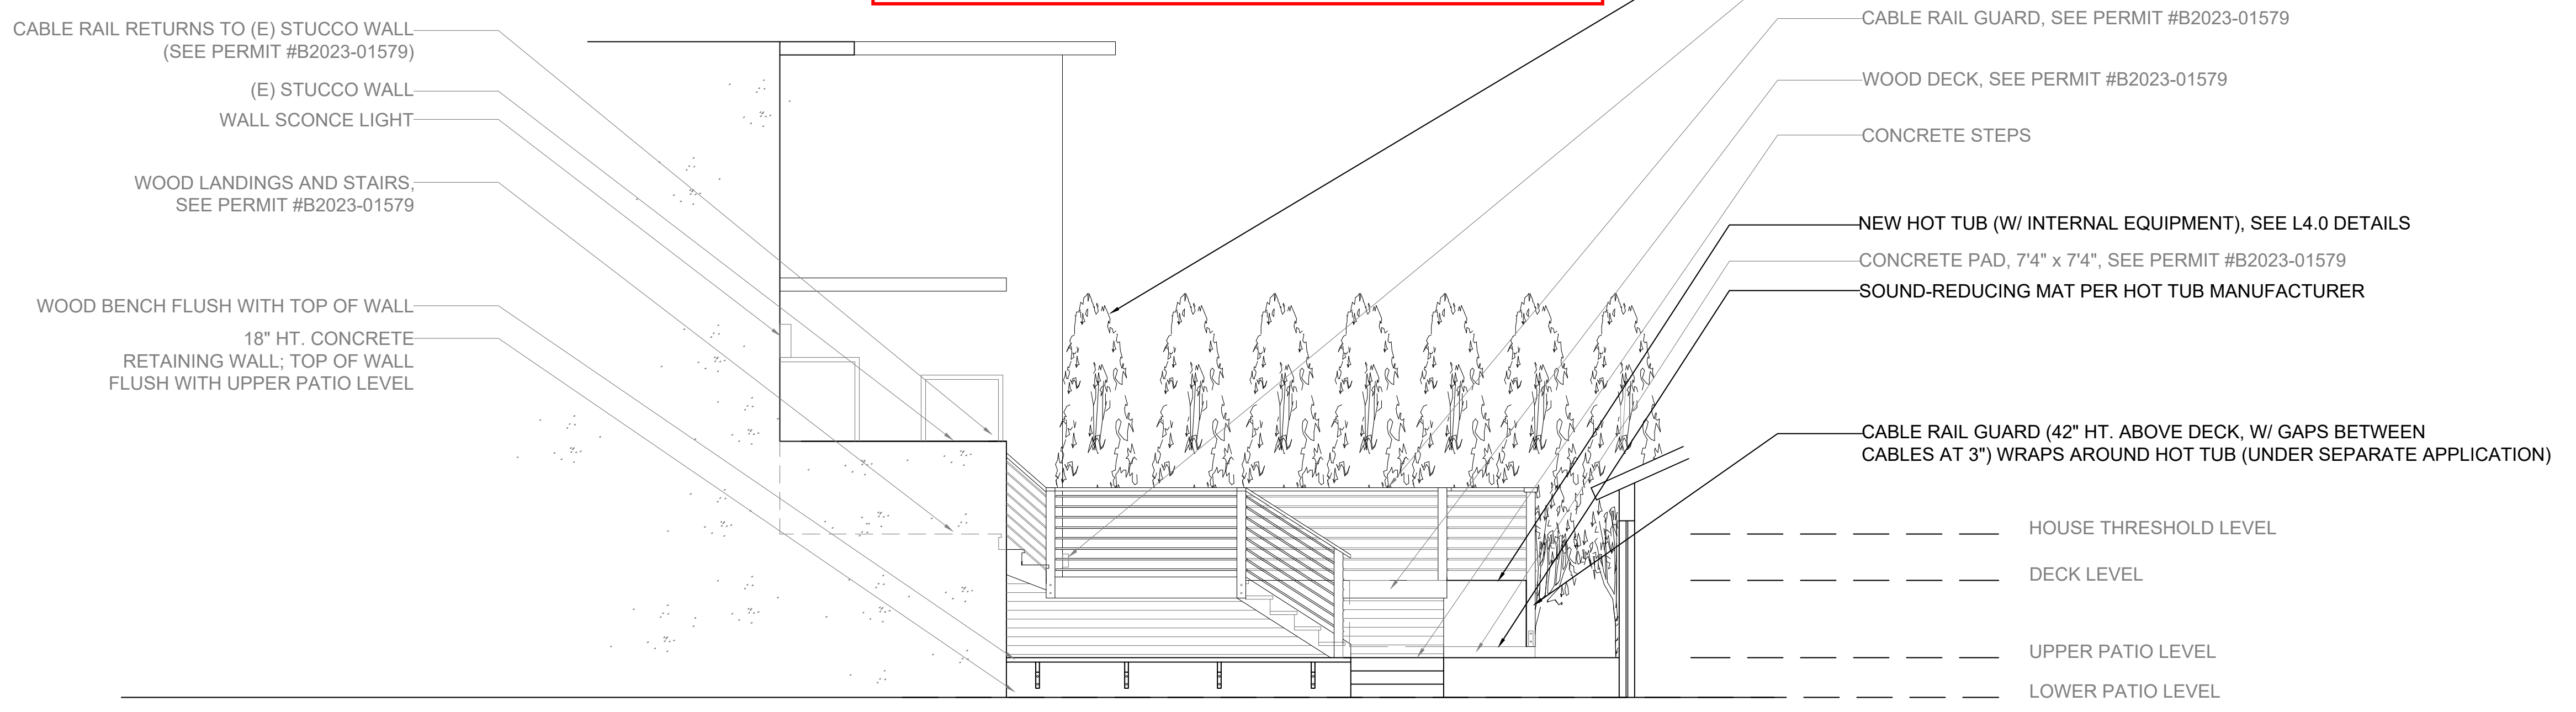 CABLE RAIL RETURNS TO (E) STUCCO WALL
(SEE PERMIT #B2023-01579)
(E) STUCCO WALL
WALL SCONCE LIGHT
WOOD LANDINGS AND STAIRS,
SEE PERMIT #B2023-01579
WOOD BENCH FLUSH WITH TOP OF WALL
18" HT. CONCRETE
RETAINING WALL; TOP OF WALL
FLUSH WITH UPPER PATIO LEVEL
CABLE RAIL GUARD, SEE PERMIT #B2023-01579
WOOD DECK, SEE PERMIT #B2023-01579
CONCRETE STEPS
NEW HOT TUB (W/ INTERNAL EQUIPMENT), SEE L4.0 DETAILS
CONCRETE PAD, 7'4" x 7'4", SEE PERMIT #B2023-01579
SOUND-REDUCING MAT PER HOT TUB MANUFACTURER
CABLE RAIL GUARD (42" HT. ABOVE DECK, W/ GAPS BETWEEN
CABLES AT 3") WRAPS AROUND HOT TUB (UNDER SEPARATE APPLICATION)
HOUSE THRESHOLD LEVEL
DECK LEVEL
UPPER PATIO LEVEL
LOWER PATIO LEVEL